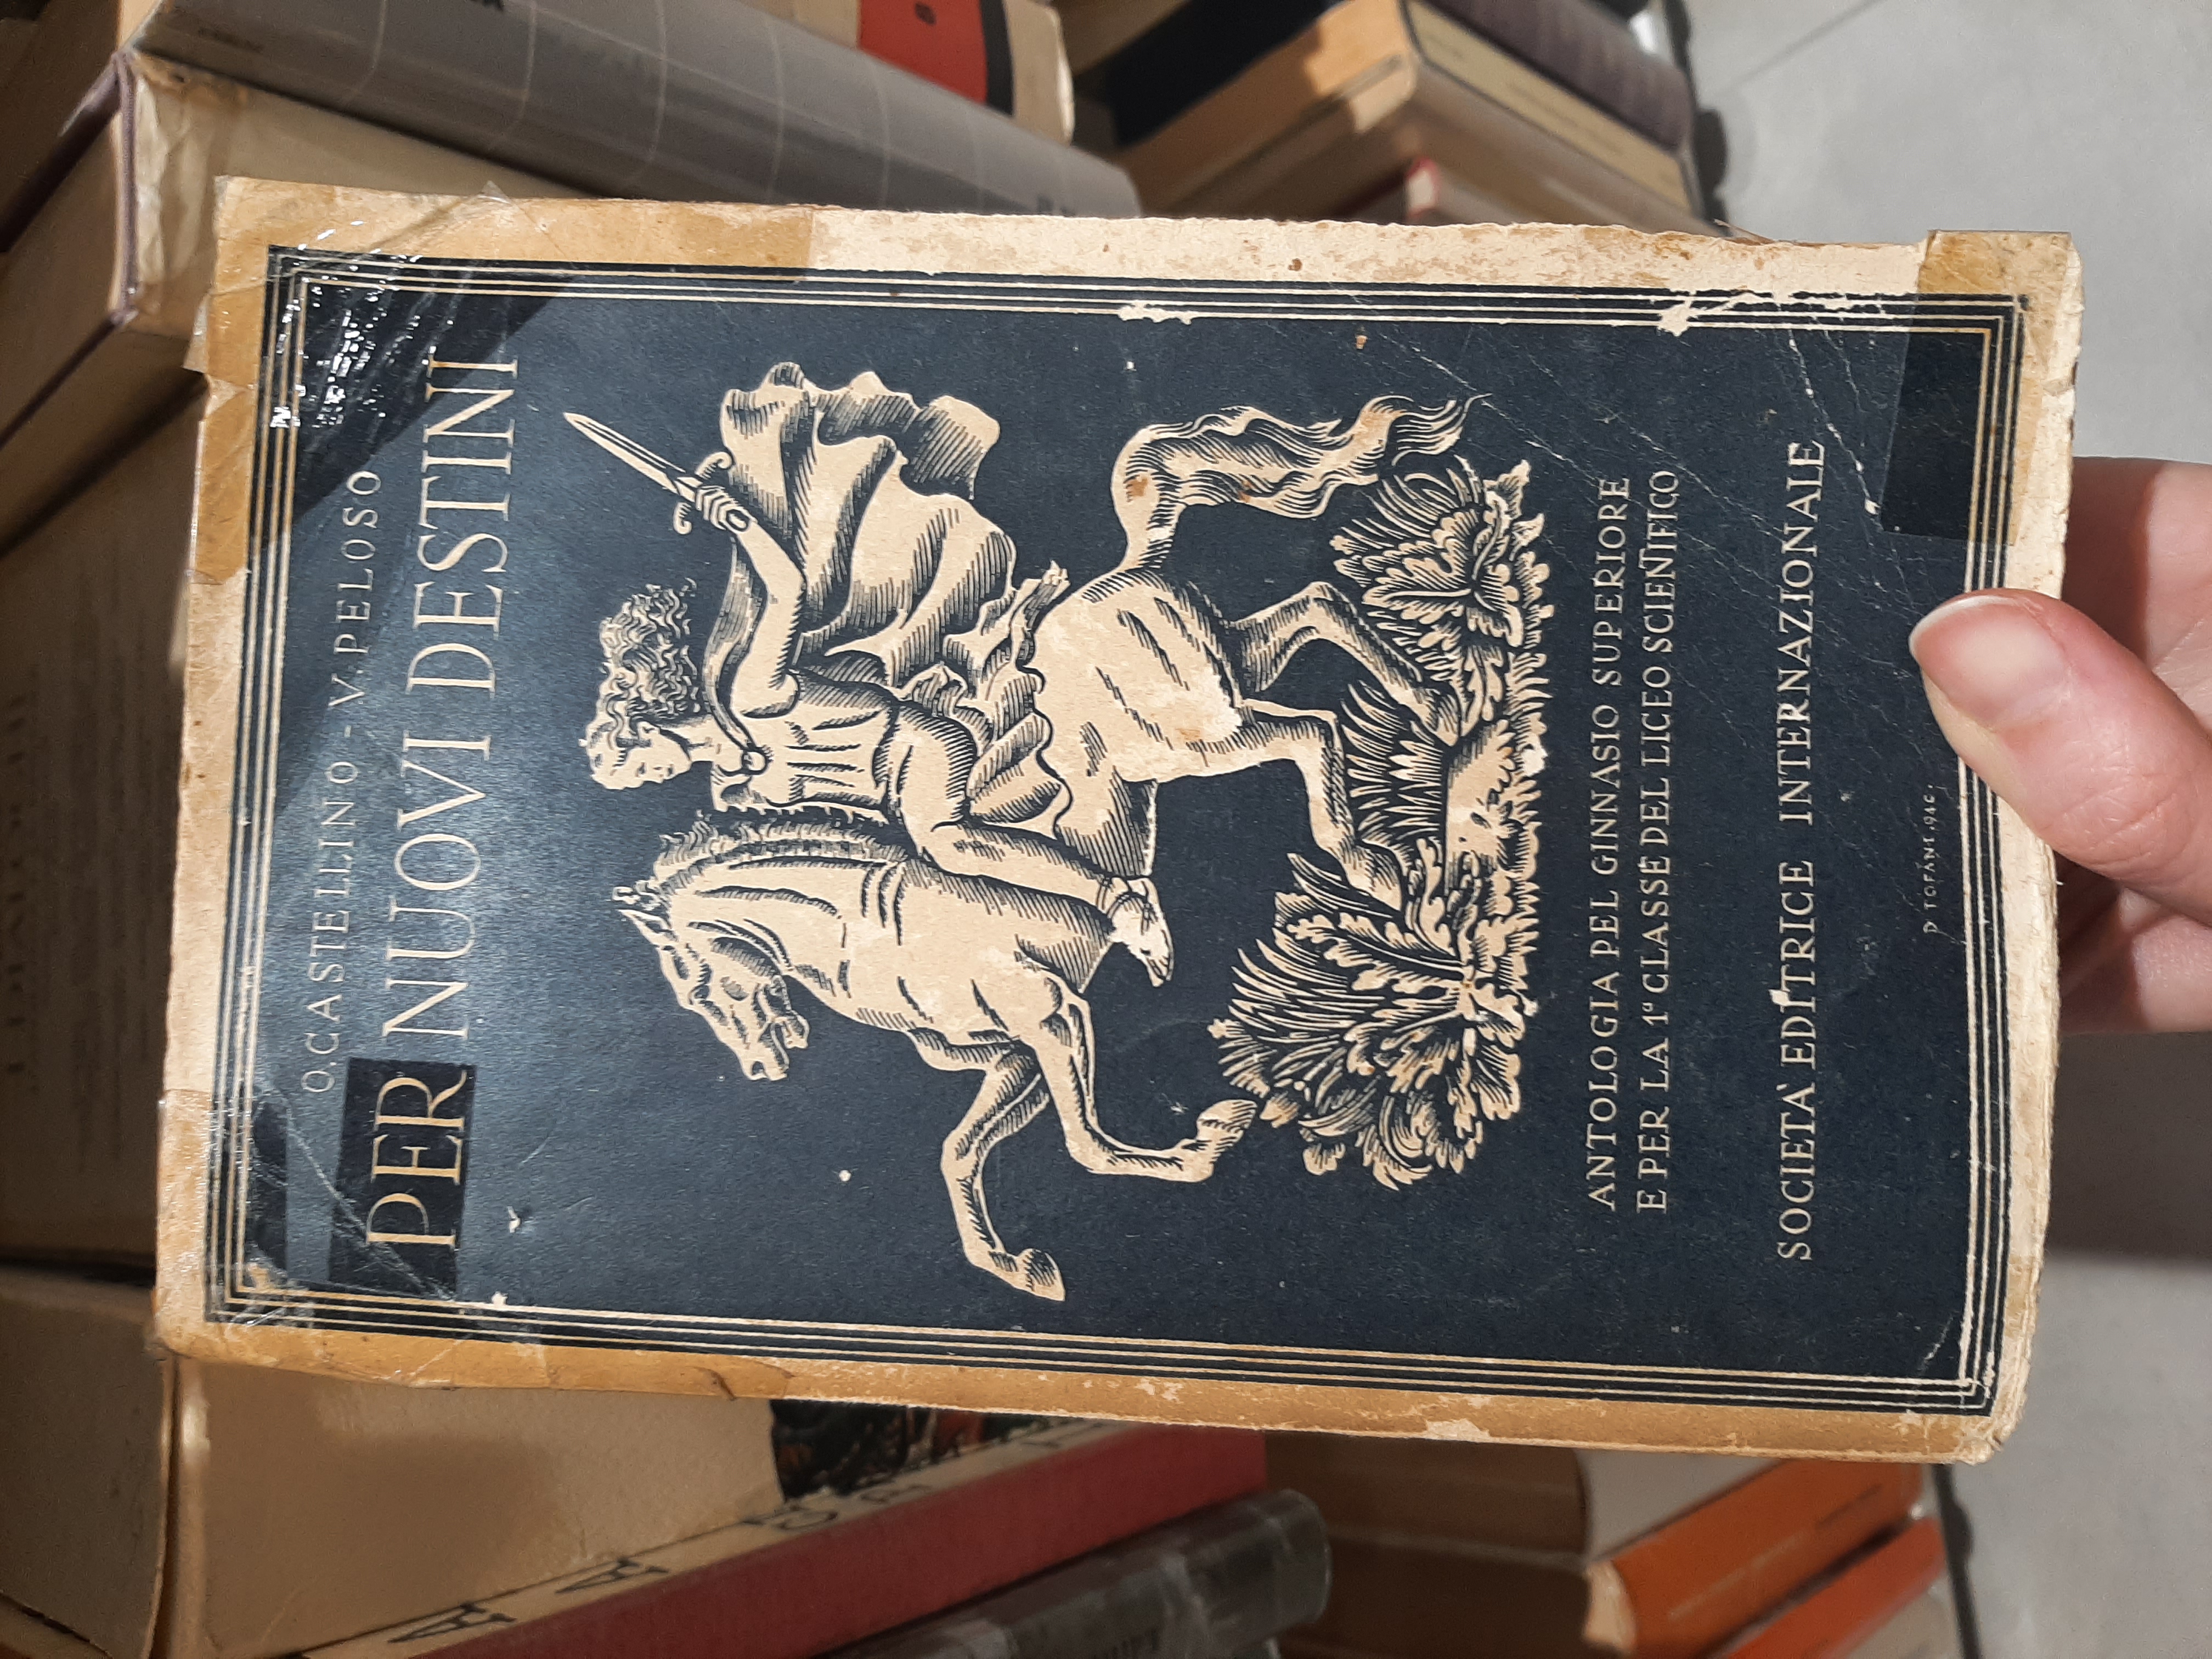 O. CASTELLINO - V. PELOSO
PER NUOVI DESTINI
ANTOLOGIA PEL GINNASIO SUPERIORE
E PER LA 1ª CLASSE DEL LICEO SCIENTIFICO
SOCIETA' EDITRICE INTERNAZIONALE
P TOFANI